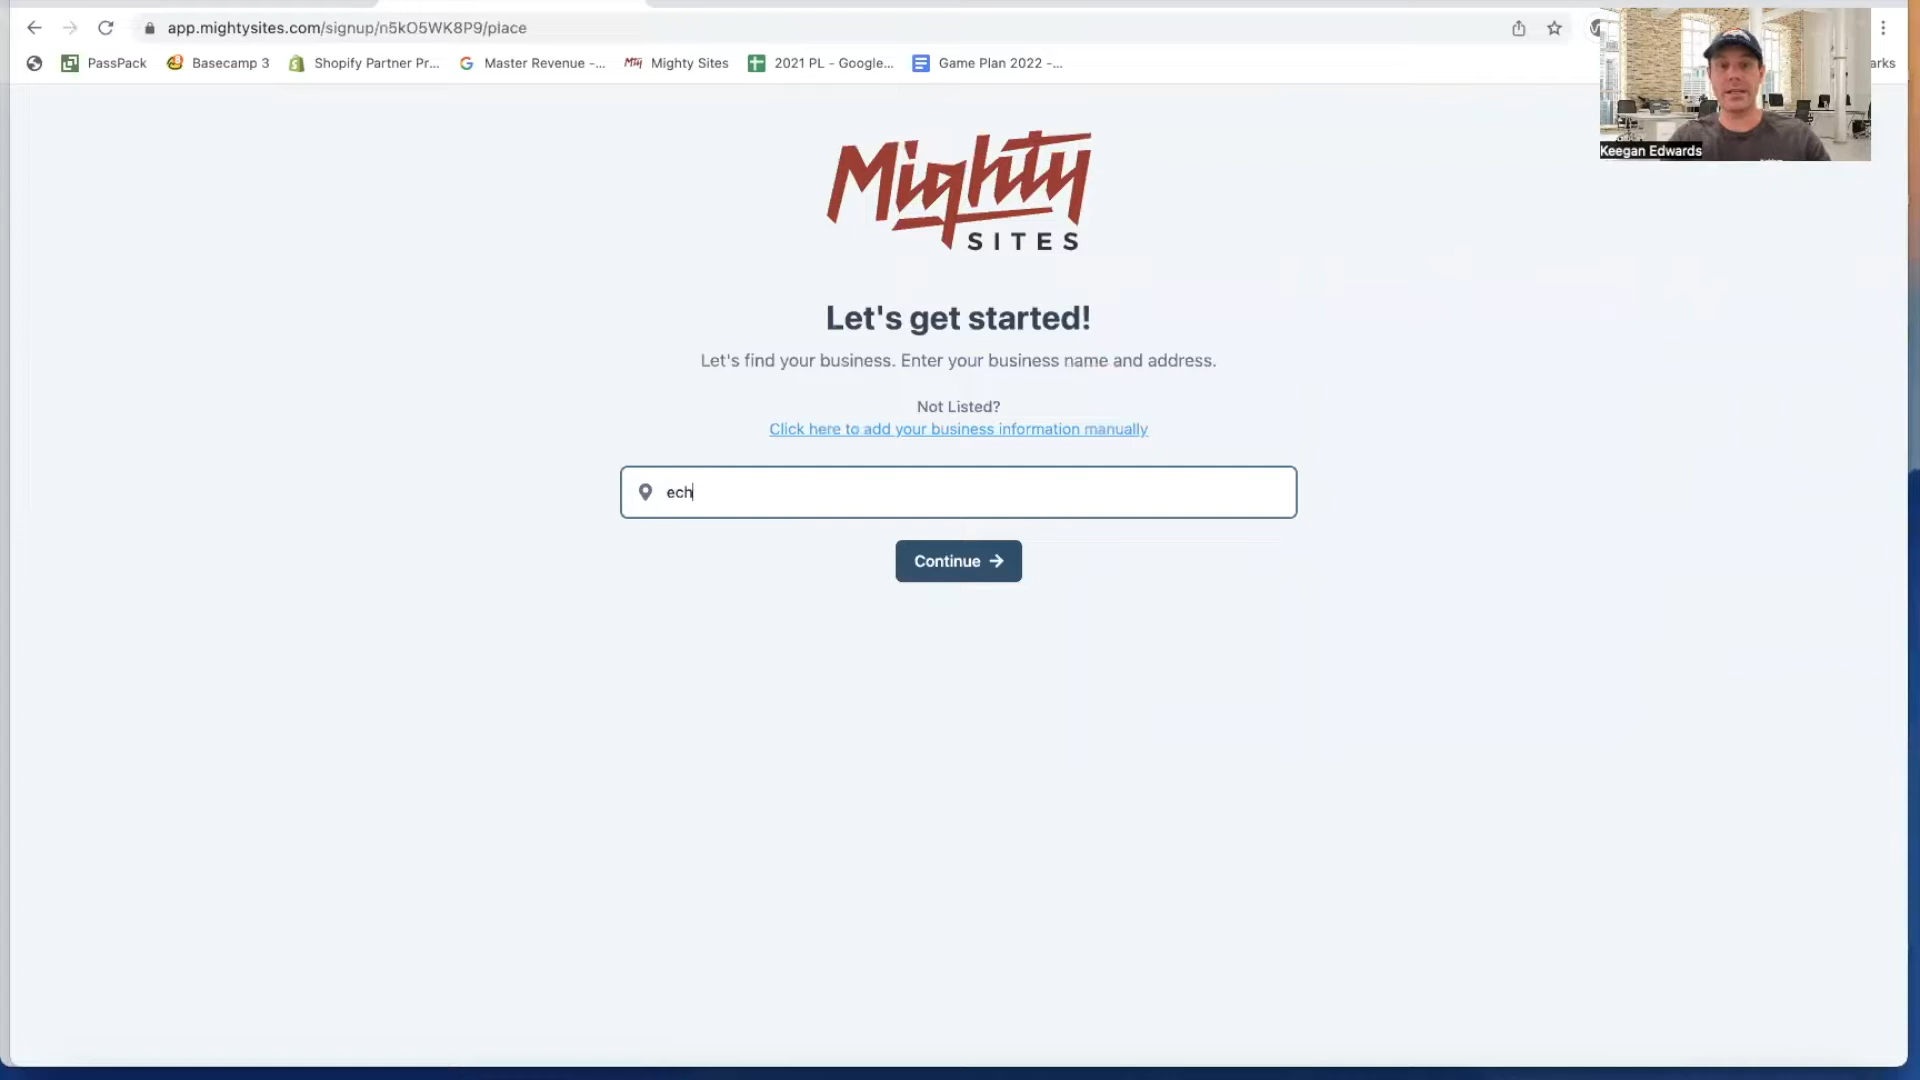 app.mightysites.com/signup/n5kO5WK8P9/place
PassPack
Basecamp 3
Shopify Partner Pr...
Master Revenue -...
Mighty Sites
2021 PL - Google...
Game Plan 2022 -...
arks
Keegan Edwards
Mighty
SITES
Let's get started!
Let's find your business. Enter your business name and address.
Not Listed?
Click here to add your business information manually
ech
Continue